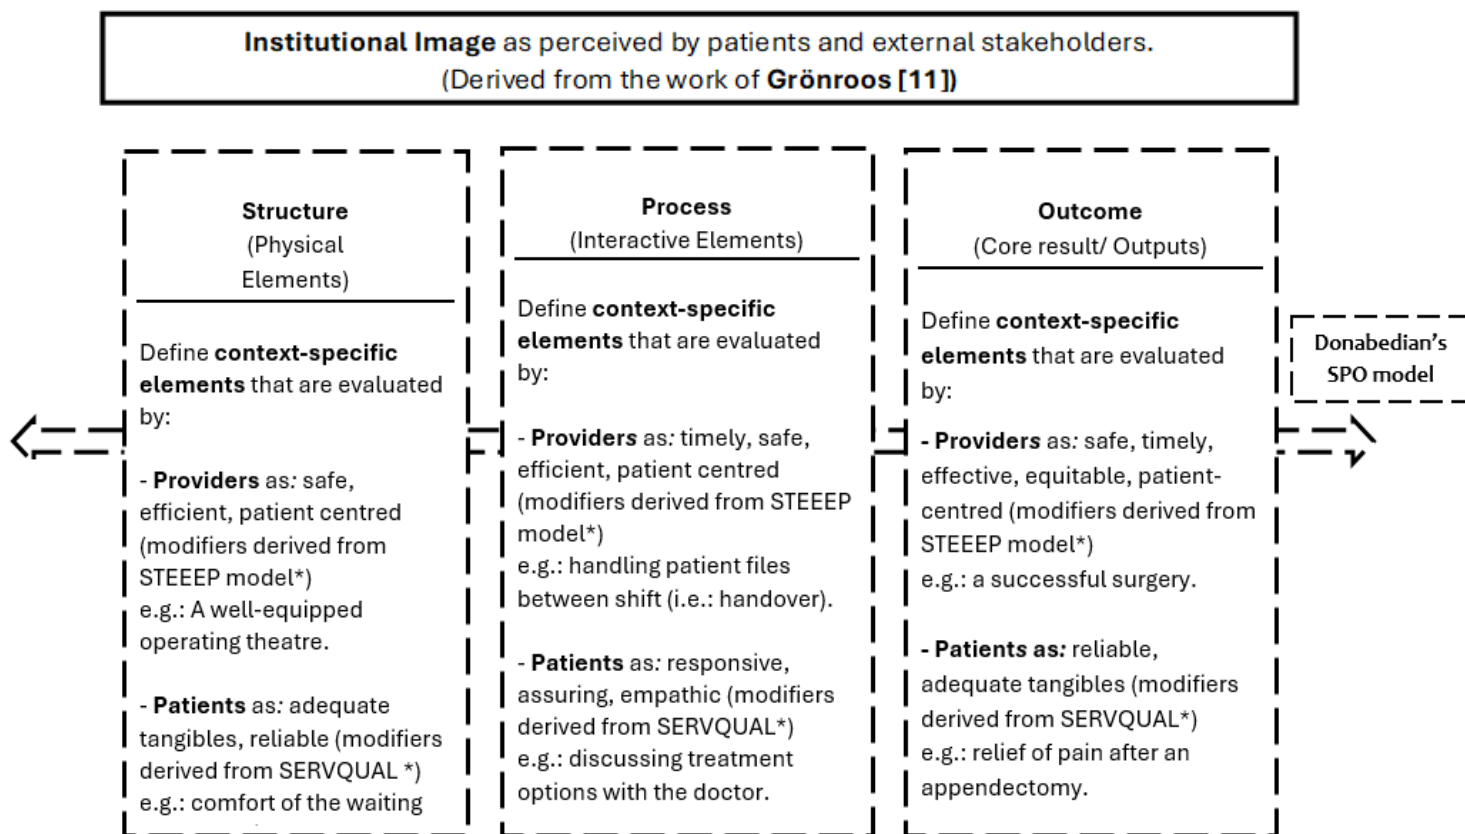 Institutional Image as perceived by patients and external stakeholders.
(Derived from the work of Grönroos [11])
Structure
(Physical
Elements)
Define context-specific
elements that are evaluated
by:
- Providers as: safe,
efficient, patient centred
(modifiers derived from
STEEEP model*)
e.g.: A well-equipped
operating theatre.
- Patients as: adequate
tangibles, reliable (modifiers
derived from SERVQUAL *)
e.g.: comfort of the waiting
Process
(Interactive Elements)
Define context-specific
elements that are evaluated
by:
- Providers as: timely, safe,
efficient, patient centred
(modifiers derived from STEEEP
model*)
e.g.: handling patient files
between shift (i.e.: handover).
- Patients as: responsive,
assuring, empathic (modifiers
derived from SERVQUAL*)
e.g.: discussing treatment
options with the doctor.
Outcome
(Core result/ Outputs)
Define context-specific
elements that are evaluated
by:
- Providers as: safe, timely,
effective, equitable, patient-
centred (modifiers derived from
STEEEP model*)
e.g.: a successful surgery.
- Patients as: reliable,
adequate tangibles (modifiers
derived from SERVQUAL*)
e.g.: relief of pain after an
appendectomy.
Donabedian's
SPO model